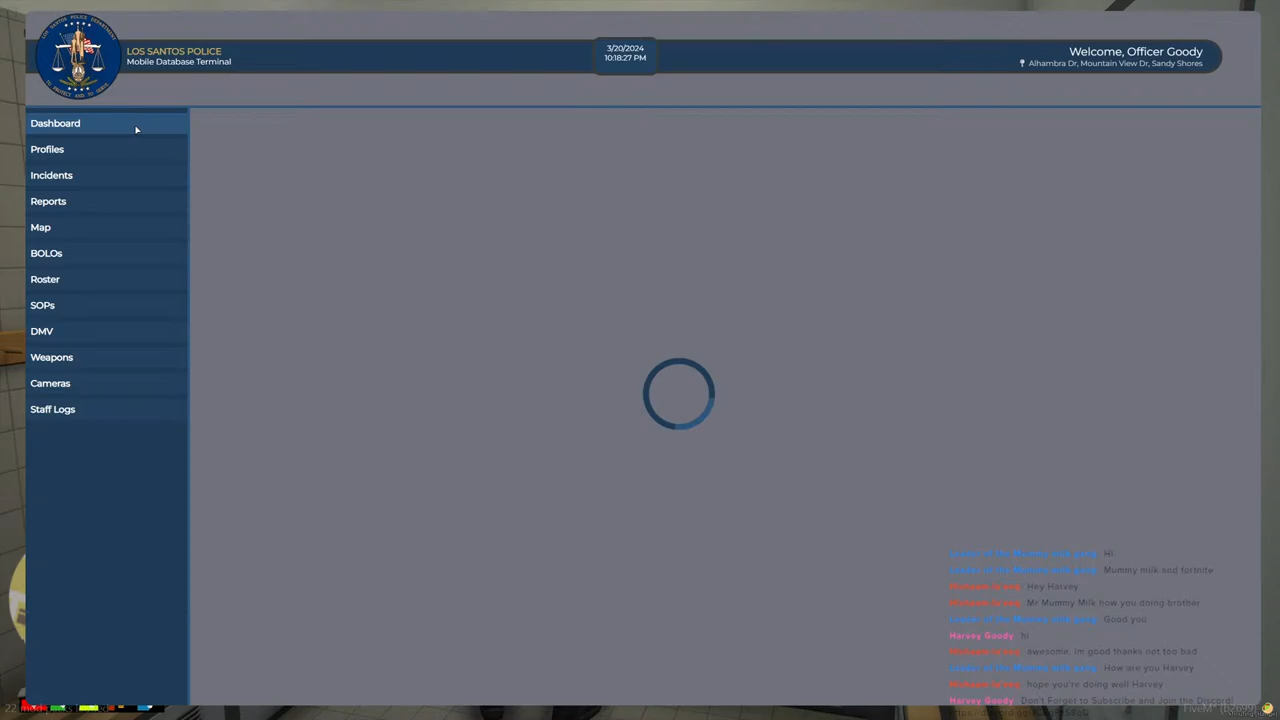 LOS SANTOS POLICE
Mobile Database Terminal
3/20/2024
10:18:27 PM
Welcome, Officer Goody
Alhambra Dr, Mountain View Dr, Sandy Shores
Dashboard
Profiles
Incidents
Reports
Map
BOLOs
Roster
SOPs
DMV
Weapons
Cameras
Staff Logs
Hi
Mummy milk and fortnite
Hey Harvey
Mr Mummy Milk how you doing brother
Good you
Harvey Goody hi
awesome, im good thanks not too bad
How are you Harvey
hope you're doing well Harvey
Harvey Goody Don't Forget to Subscribe and Join the Discord!
22